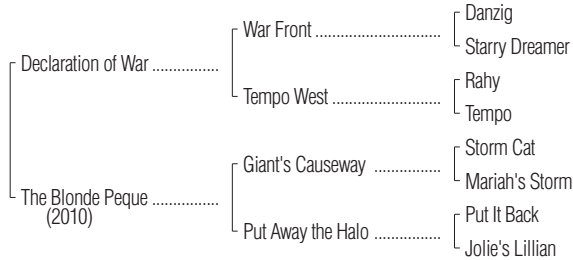 Danzig
War Front ......................................
Starry Dreamer
Declaration of War ................
Rahy
Tempo West ..................................
Tempo
Storm Cat
Giant's Causeway .......................
Mariah's Storm
The Blonde Peque ................
(2010)
Put It Back
Put Away the Halo .......................
Jolie's Lillian